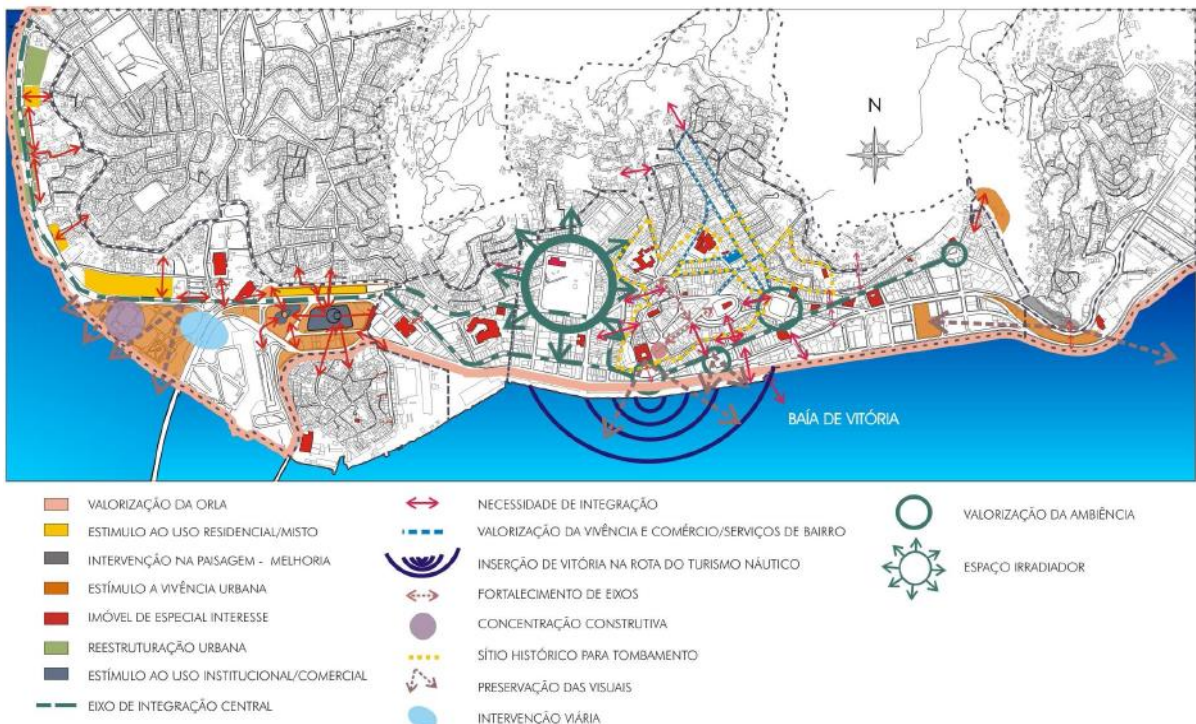 N
BAÍA DE VITÓRIA
VALORIZAÇÃO DA ORLA
ESTIMULO AO USO RESIDENCIAL/MISTO
INTERVENÇÃO NA PAISAGEM - MELHORIA
ESTÍMULO A VIVÊNCIA URBANA
IMÓVEL DE ESPECIAL INTERESSE
REESTRUTURAÇÃO URBANA
ESTÍMULO AO USO INSTITUCIONAL/COMERCIAL
EIXO DE INTEGRAÇÃO CENTRAL
NECESSIDADE DE INTEGRAÇÃO
VALORIZAÇÃO DA VIVÊNCIA E COMÉRCIO/SERVIÇOS DE BAIRRO
INSERÇÃO DE VITÓRIA NA ROTA DO TURISMO NÁUTICO
FORTALECIMENTO DE EIXOS
CONCENTRAÇÃO CONSTRUTIVA
SÍTIO HISTÓRICO PARA TOMBAMENTO
PRESERVAÇÃO DAS VISUAIS
INTERVENÇÃO VIÁRIA
VALORIZAÇÃO DA AMBIÊNCIA
ESPAÇO IRRADIADOR